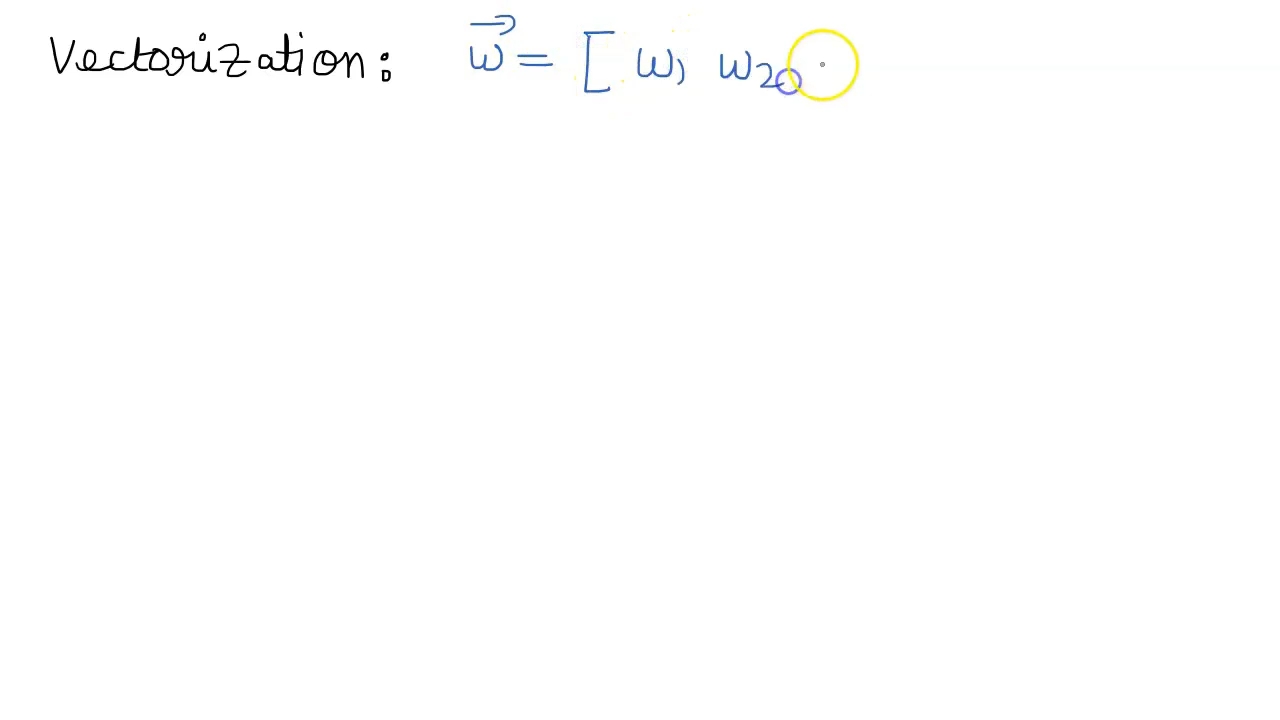 Vectorization: w⃗ = [ w₁ w₂